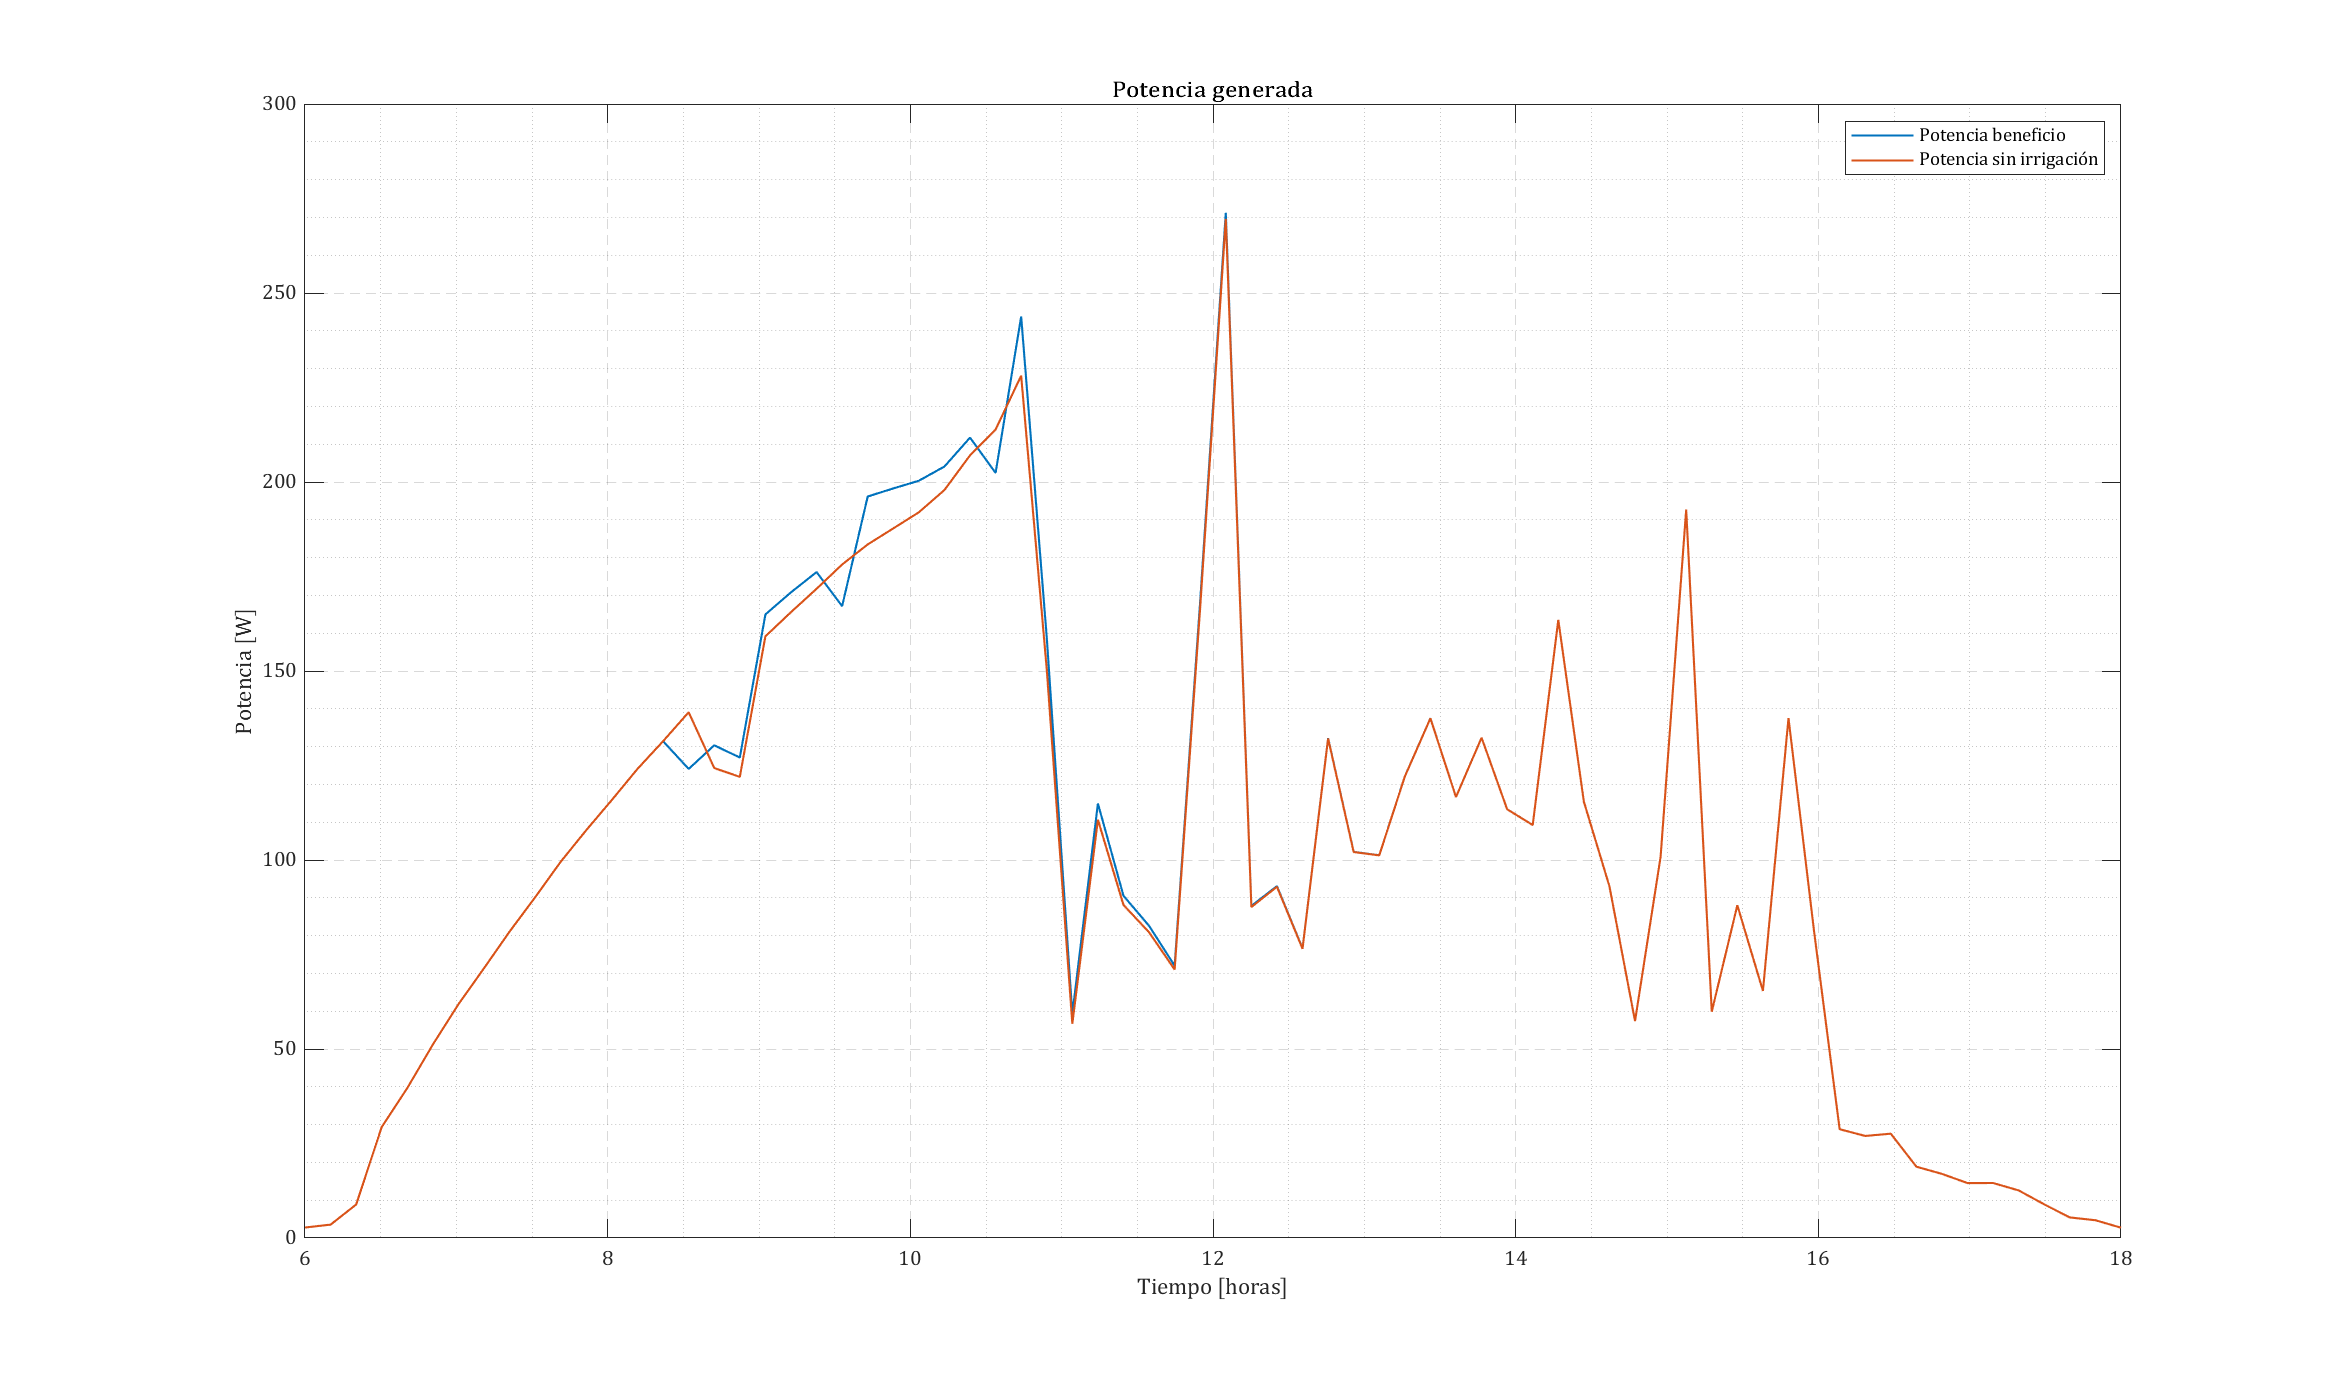 Potencia generada
Potencia beneficio
Potencia sin irrigación
300
250
200
150
100
50
0
Potencia [W]
6
8
10
12
14
16
18
Tiempo [horas]